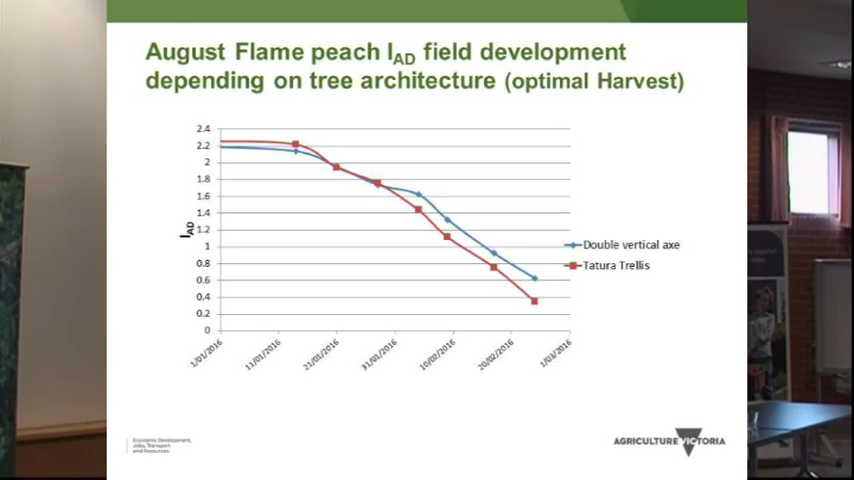 August Flame peach IAD field development
depending on tree architecture (optimal Harvest)
2.4
2.2
2
1.8
1.6
1.4
1.2
1
0.8
0.6
0.4
0.2
0
IAD
1/01/2016
11/01/2016
21/01/2016
31/01/2016
10/02/2016
20/02/2016
1/03/2016
Double vertical axe
Tatura Trellis
Economic Development,
Jobs, Transport
and Resources
AGRICULTURE VICTORIA